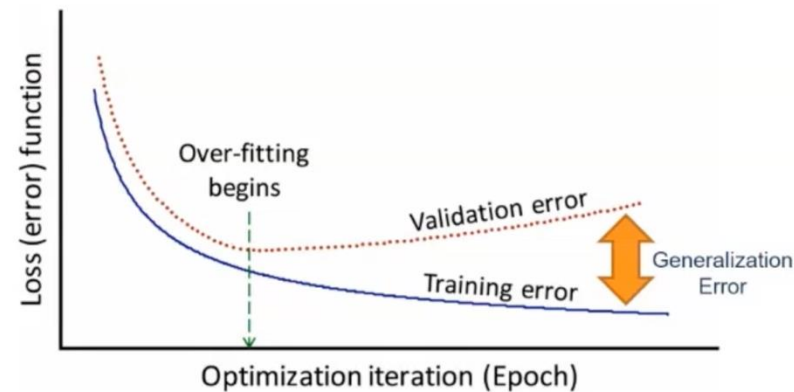 Loss (error) function
Over-fitting
begins
Validation error
Training error
Generalization
Error
Optimization iteration (Epoch)